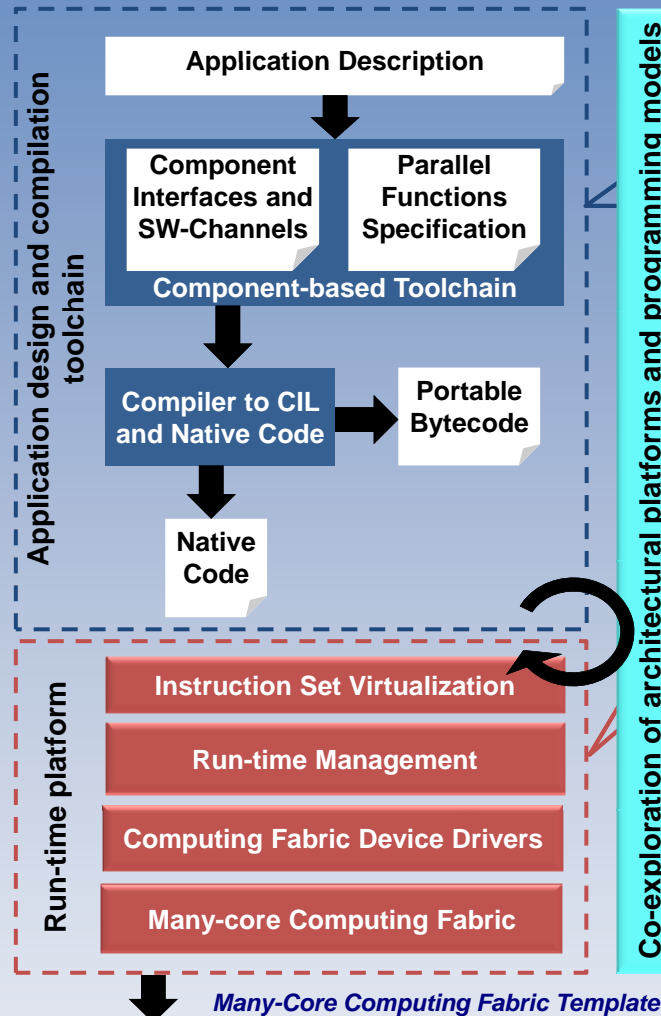 Application Description
Component
Interfaces and
SW-Channels
Parallel
Functions
Specification
Component-based Toolchain
Compiler to CIL
and Native Code
Portable
Bytecode
Native
Code
Application design and compilation
toolchain
Instruction Set Virtualization
Run-time Management
Computing Fabric Device Drivers
Many-core Computing Fabric
Run-time platform
Co-exploration of architectural platforms and programming models
Many-Core Computing Fabric Template